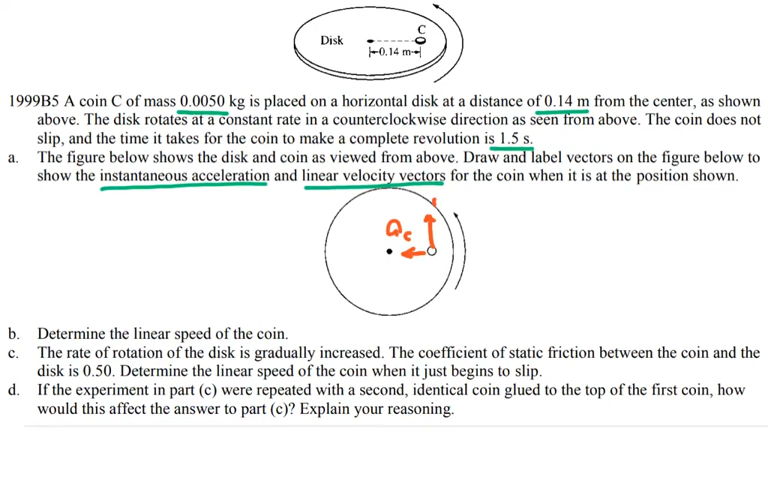 C
Disk
0.14 m
1999B5 A coin C of mass 0.0050 kg is placed on a horizontal disk at a distance of 0.14 m from the center, as shown
above. The disk rotates at a constant rate in a counterclockwise direction as seen from above. The coin does not
slip, and the time it takes for the coin to make a complete revolution is 1.5 s.
a. The figure below shows the disk and coin as viewed from above. Draw and label vectors on the figure below to
show the instantaneous acceleration and linear velocity vectors for the coin when it is at the position shown.
ac
b. Determine the linear speed of the coin.
c. The rate of rotation of the disk is gradually increased. The coefficient of static friction between the coin and the
disk is 0.50. Determine the linear speed of the coin when it just begins to slip.
d. If the experiment in part (c) were repeated with a second, identical coin glued to the top of the first coin, how
would this affect the answer to part (c)? Explain your reasoning.